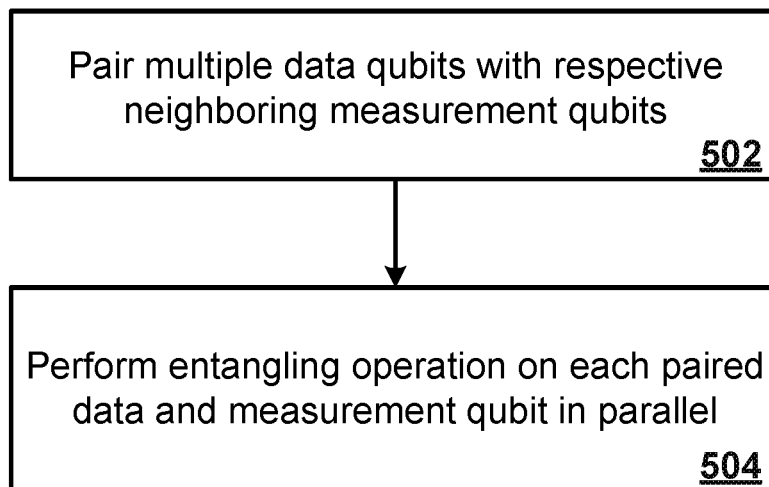 Pair multiple data qubits with respective
neighboring measurement qubits
502
Perform entangling operation on each paired
data and measurement qubit in parallel
504